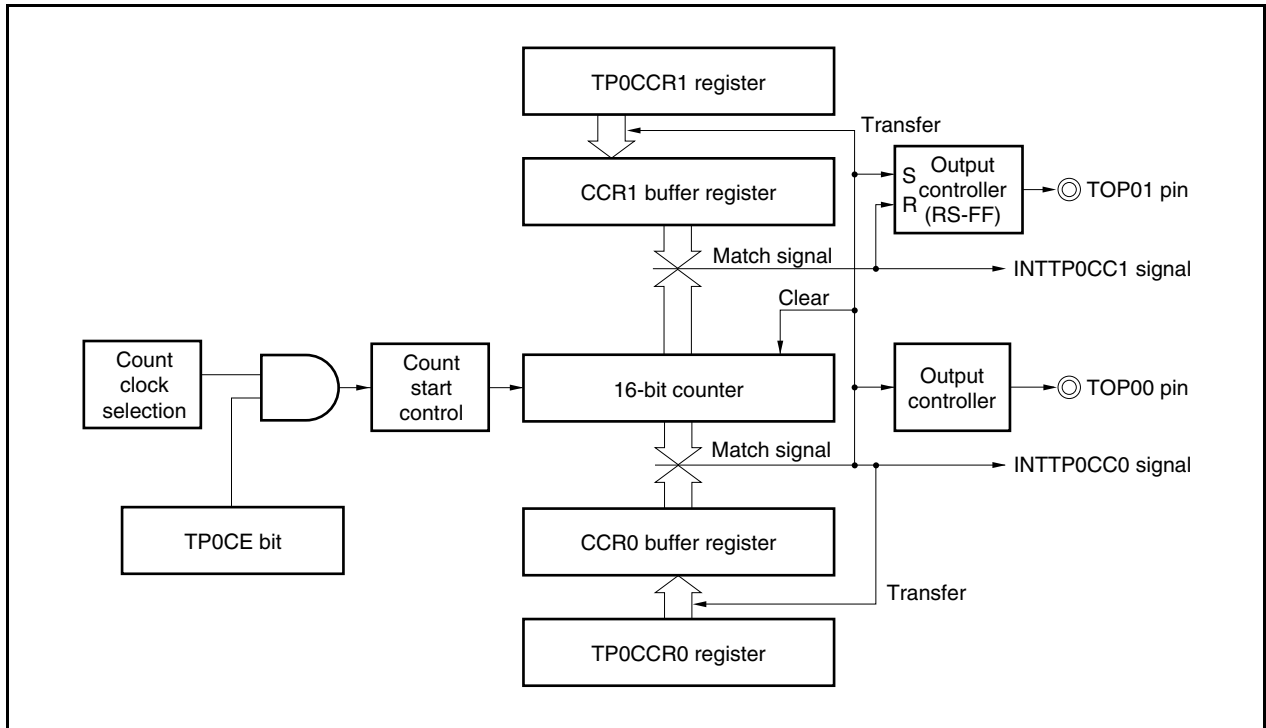 TP0CCR1 register
Transfer
CCR1 buffer register
S
R
Output
controller
(RS-FF)
TOP01 pin
Match signal
INTTP0CC1 signal
Clear
Count
clock
selection
Count
start
control
16-bit counter
Output
controller
TOP00 pin
Match signal
INTTP0CC0 signal
TP0CE bit
CCR0 buffer register
Transfer
TP0CCR0 register